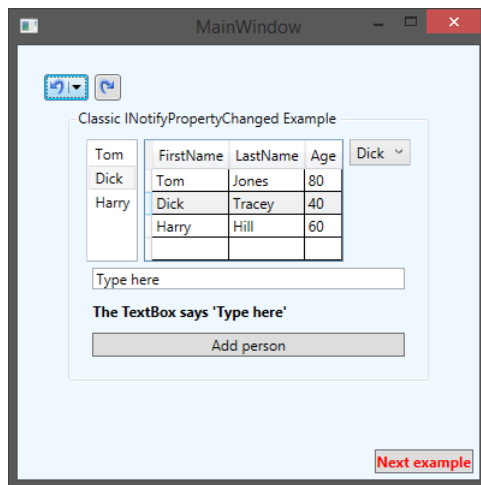 MainWindow
Classic INotifyPropertyChanged Example
Tom
Dick
Harry
FirstName LastName Age
Tom Jones 80
Dick Tracey 40
Harry Hill 60
Dick
Type here
The TextBox says 'Type here'
Add person
Next example